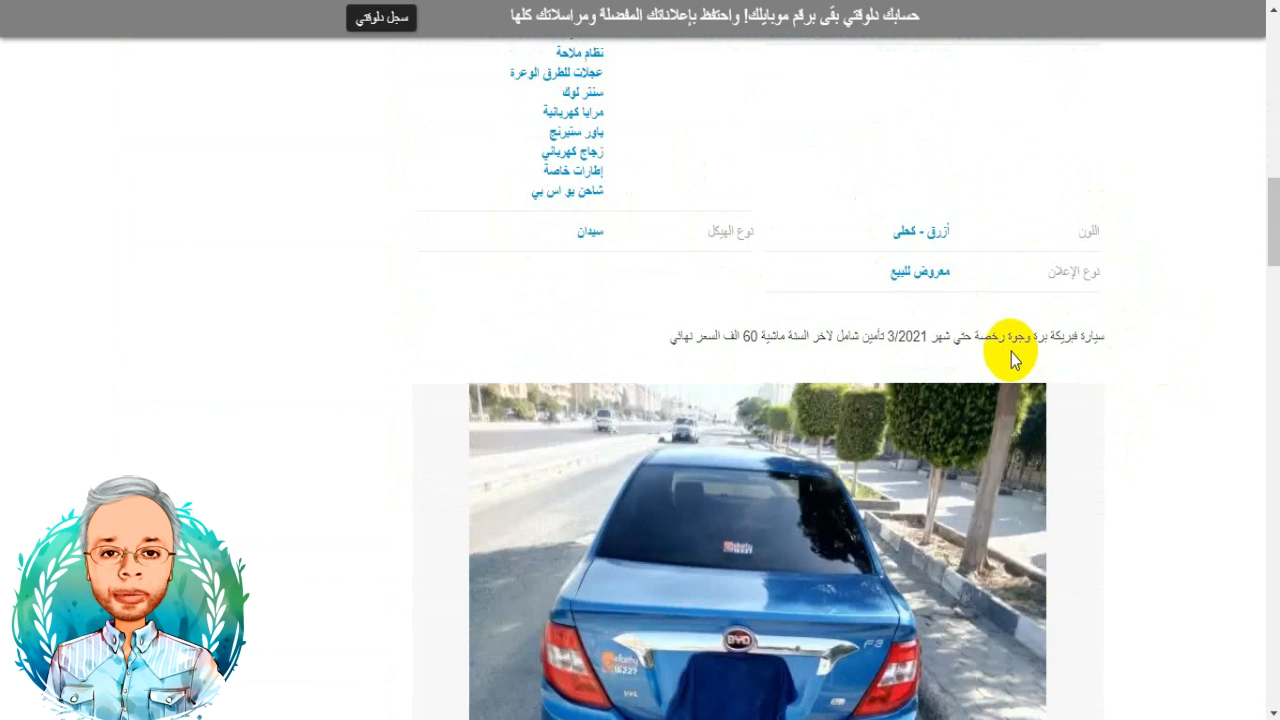 حسابك دلوقتي بقى برقم موبايلك! واحتفظ بإعلاناتك المفضلة ومراسلاتك كلها
سجل دلوقتي
نظام ملاحة
عجلات للطرق الوعرة
سنتر لوك
مرايا كهربائية
باور ستيرنج
زجاج كهربائي
إطارات خاصة
شاحن يو اس بي
اللون
أزرق - كحلى
نوع الهيكل
سيدان
نوع الإعلان
معروض للبيع
سيارة فبريكة برة وجوة رخصة حتي شهر 3/2021 تأمين شامل لاخر السنة ماشية 60 الف السعر نهائي
BYD
F3
16227